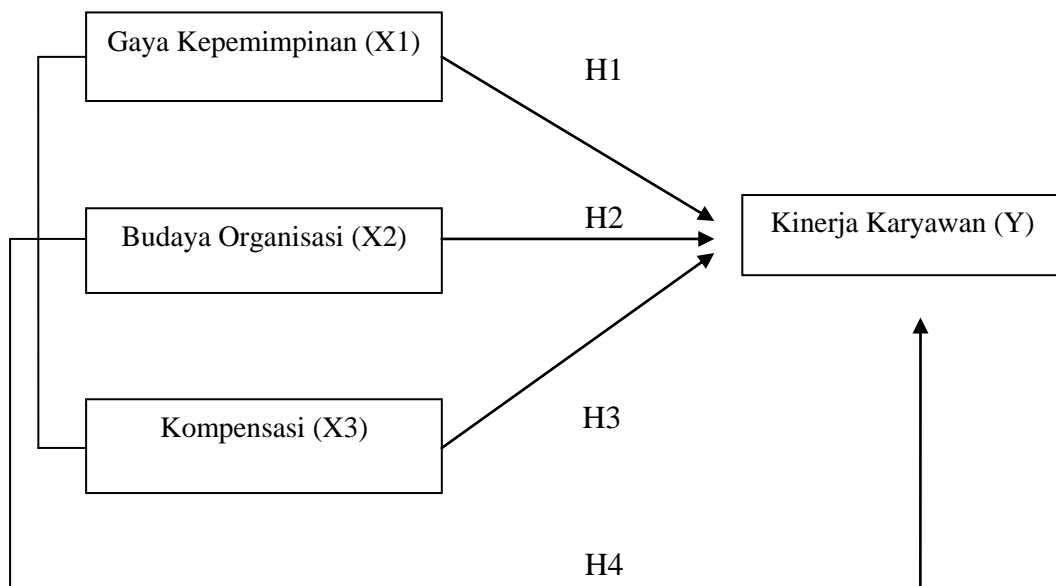 Gaya Kepemimpinan (X1)
H1
Budaya Organisasi (X2)
H2
Kinerja Karyawan (Y)
Kompensasi (X3)
H3
H4